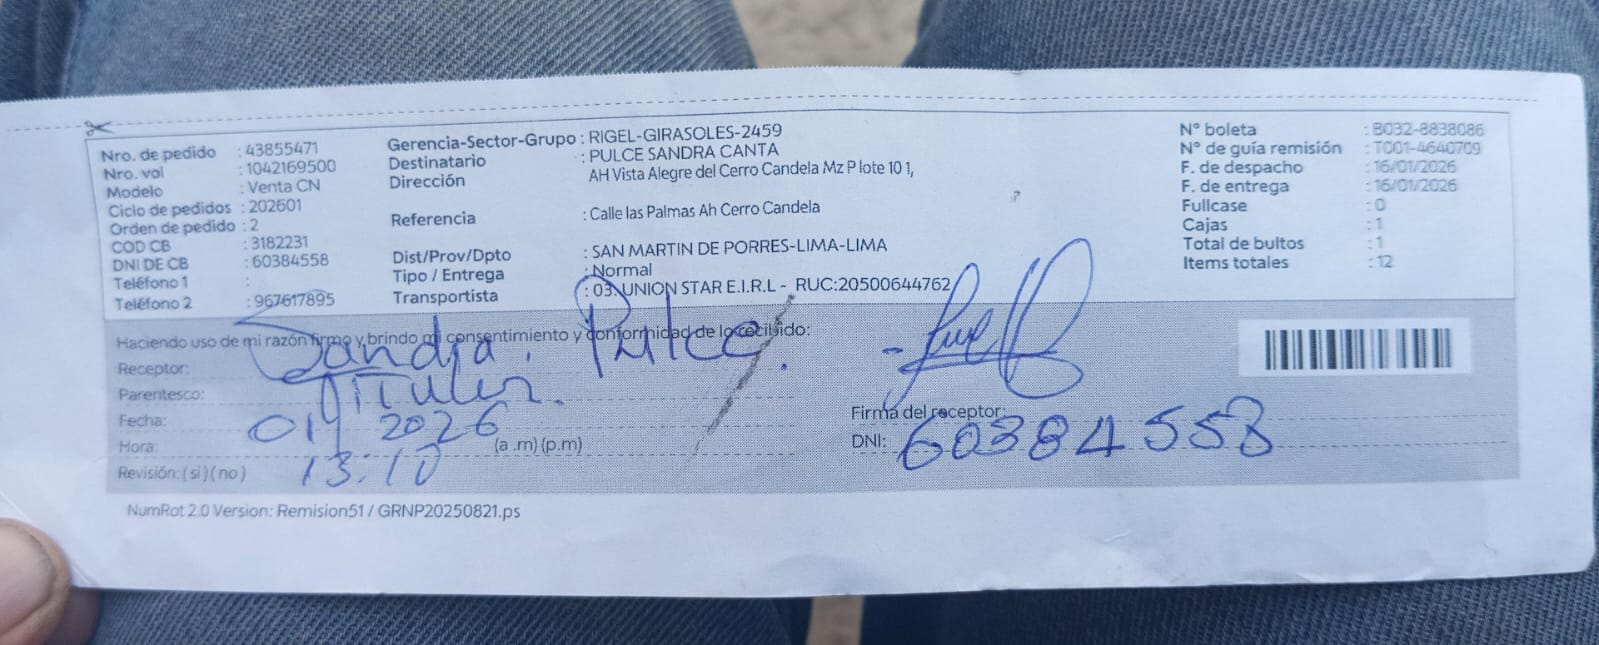 Nro. de pedido : 43855471
Nro. vol : 1042169500
Modelo : Venta CN
Ciclo de pedidos : 202601
Orden de pedido : 2
COD CB : 3182231
DNI DE CB : 60384558
Teléfono 1 :
Teléfono 2 : 967617895
Gerencia-Sector-Grupo : RIGEL-GIRASOLES-2459
Destinatario : PULCE SANDRA CANTA
Dirección AH Vista Alegre del Cerro Candela Mz P lote 10 1,
Referencia : Calle las Palmas Ah Cerro Candela
Dist/Prov/Dpto : SAN MARTIN DE PORRES-LIMA-LIMA
Tipo / Entrega : Normal
Transportista : 03. UNION STAR E.I.R.L - RUC:20500644762
N° boleta : B032-8838086
N° de guía remisión : T001-4640709
F. de despacho : 16/01/2026
F. de entrega : 16/01/2026
Fullcase : 0
Cajas : 1
Total de bultos : 1
Items totales : 12
Haciendo uso de mi razón firmo y brindo mi consentimiento y conformidad de lo recibido:
Receptor: Sandra Pulce.
Parentesco: Titular.
Fecha: 01 2026
Hora: 13:10 (a .m) (p.m)
Revisión: ( si ) ( no )
Firma del receptor:
DNI: 60384558
NumRot 2.0 Version: Remision51 / GRNP20250821.ps